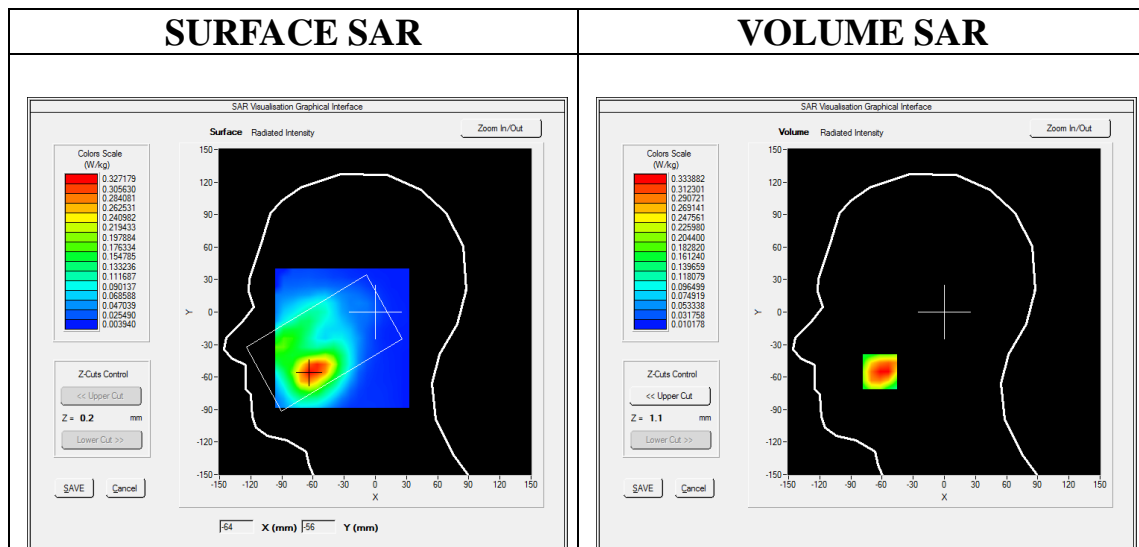 SURFACE SAR
VOLUME SAR
SAR Visualisation Graphical Interface
Surface Radiated Intensity
Zoom In/Out
Colors Scale
(W/kg)
0.327179
0.305630
0.284081
0.262531
0.240982
0.219433
0.197884
0.176334
0.154785
0.133236
0.111687
0.090137
0.068588
0.047039
0.025490
0.003940
150
120
90
60
30
0
-30
-60
-90
-120
-150
Y
-150 -120 -90 -60 -30 0 30 60 90 120 150
X
Z-Cuts Control
<< Upper Cut
Z = 0.2 mm
Lower Cut >>
SAVE Cancel
-64 X (mm) -56 Y (mm)
SAR Visualisation Graphical Interface
Volume Radiated Intensity
Zoom In/Out
Colors Scale
(W/kg)
0.333882
0.312301
0.290721
0.269141
0.247561
0.225980
0.204400
0.182820
0.161240
0.139659
0.118079
0.096499
0.074919
0.053338
0.031758
0.010178
150
120
90
60
30
0
-30
-60
-90
-120
-150
Y
-150 -120 -90 -60 -30 0 30 60 90 120 150
X
Z-Cuts Control
<< Upper Cut
Z = 1.1 mm
Lower Cut >>
SAVE Cancel